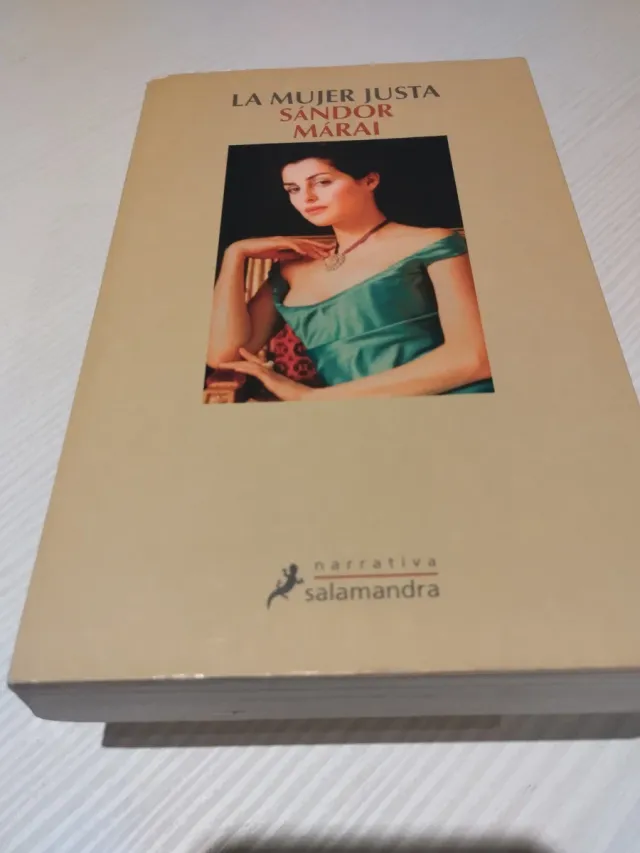 LA MUJER JUSTA
SÁNDOR
MÁRAI
narrativa
salamandra